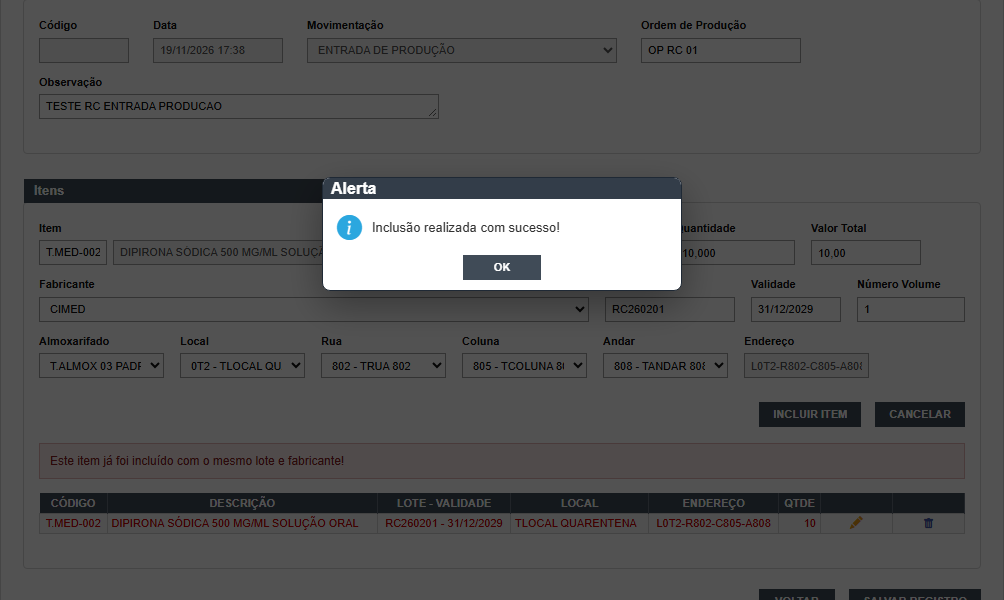 Código Data Movimentação Ordem de Produção
19/11/2026 17:38 ENTRADA DE PRODUÇÃO OP RC 01
Observação
TESTE RC ENTRADA PRODUCAO
Itens
Alerta
Inclusão realizada com sucesso!
OK
Item uantidade Valor Total
T.MED-002 DIPIRONA SÓDICA 500 MG/ML SOLUÇÃ 10,000 10,00
Fabricante Validade Número Volume
CIMED RC260201 31/12/2029 1
Almoxarifado Local Rua Coluna Andar Endereço
T.ALMOX 03 PADF 0T2 - TLOCAL QU 802 - TRUA 802 805 - TCOLUNA 80 808 - TANDAR 808 L0T2-R802-C805-A808
INCLUIR ITEM CANCELAR
Este item já foi incluído com o mesmo lote e fabricante!
CÓDIGO DESCRIÇÃO LOTE - VALIDADE LOCAL ENDEREÇO QTDE
T.MED-002 DIPIRONA SÓDICA 500 MG/ML SOLUÇÃO ORAL RC260201 - 31/12/2029 TLOCAL QUARENTENA L0T2-R802-C805-A808 10
VOLTAR SALVAR REGISTRO